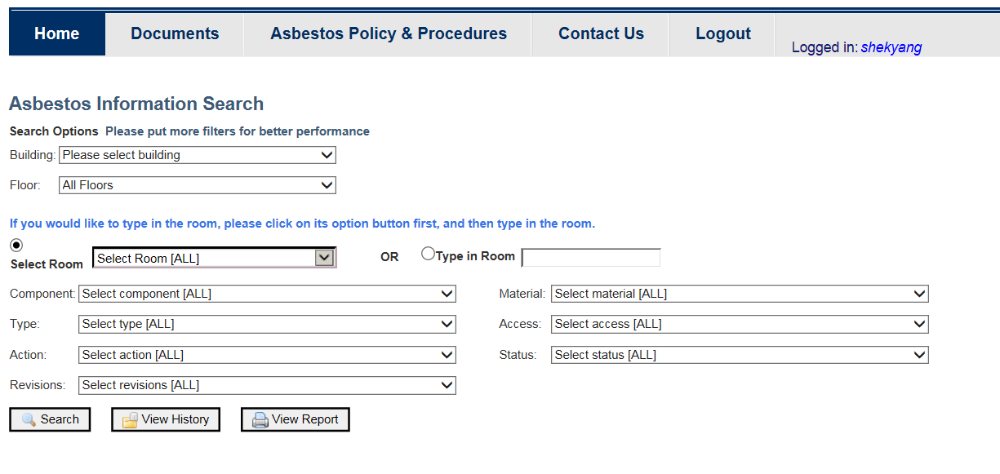 Home Documents Asbestos Policy & Procedures Contact Us Logout Logged in: shekyang
Asbestos Information Search
Search Options Please put more filters for better performance
Building: Please select building
Floor: All Floors
If you would like to type in the room, please click on its option button first, and then type in the room.
Select Room Select Room [ALL] OR Type in Room
Component: Select component [ALL] Material: Select material [ALL]
Type: Select type [ALL] Access: Select access [ALL]
Action: Select action [ALL] Status: Select status [ALL]
Revisions: Select revisions [ALL]
Search View History View Report